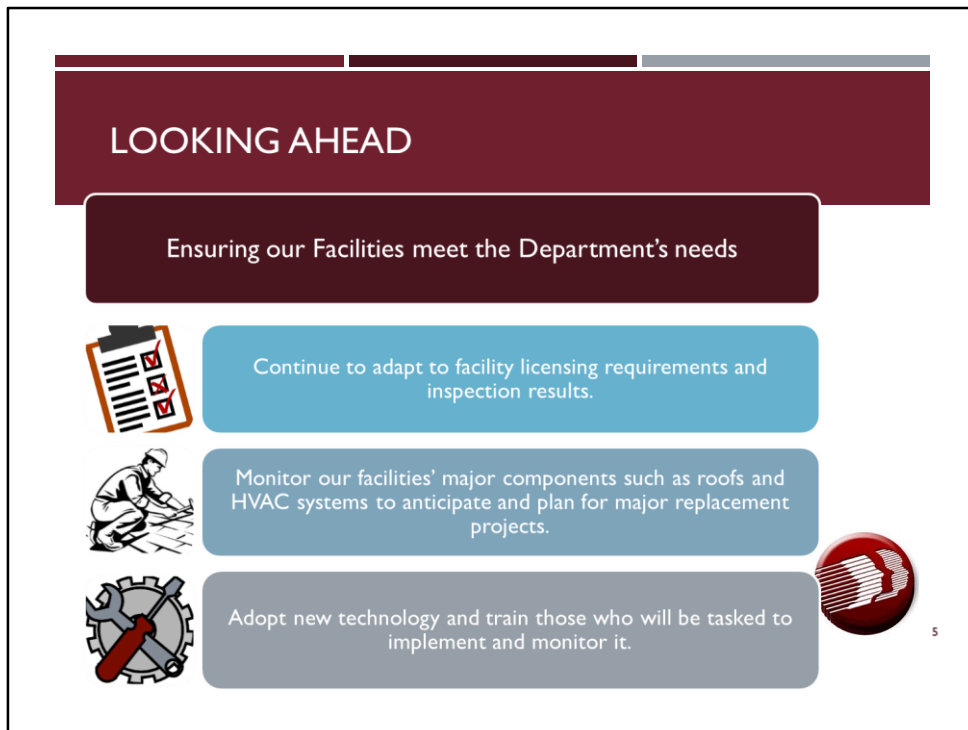 LOOKING AHEAD
Ensuring our Facilities meet the Department’s needs
Continue to adapt to facility licensing requirements and
inspection results.
Monitor our facilities’ major components such as roofs and
HVAC systems to anticipate and plan for major replacement
projects.
Adopt new technology and train those who will be tasked to
implement and monitor it.
5